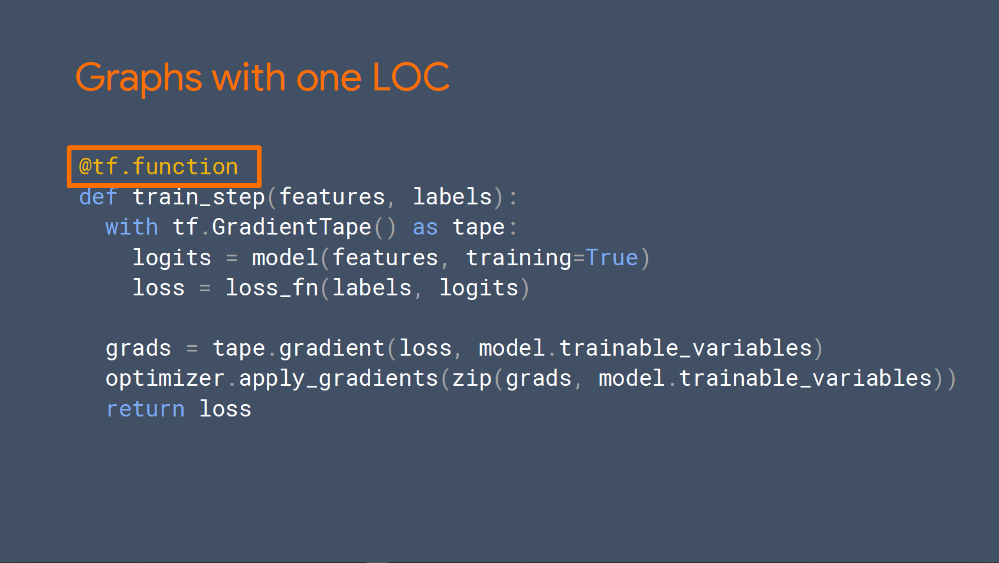 Graphs with one LOC
@tf.function
def train_step(features, labels):
  with tf.GradientTape() as tape:
    logits = model(features, training=True)
    loss = loss_fn(labels, logits)
  grads = tape.gradient(loss, model.trainable_variables)
  optimizer.apply_gradients(zip(grads, model.trainable_variables))
  return loss